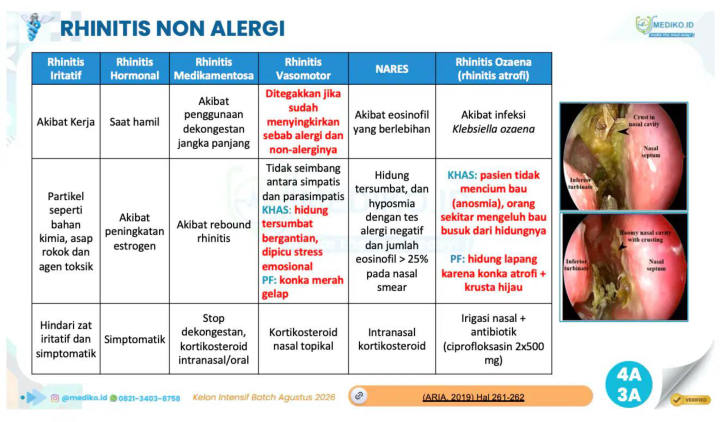 RHINITIS NON ALERGI
MEDIKO.ID
Rhinitis
Iritatif
Rhinitis
Hormonal
Rhinitis
Medikamentosa
Rhinitis
Vasomotor
NARES
Rhinitis Ozaena
(rhinitis atrofi)
Akibat Kerja
Saat hamil
Akibat
penggunaan
dekongestan
jangka panjang
Ditegakkan jika
sudah
menyingkirkan
sebab alergi dan
non-alerginya
Akibat eosinofil
yang berlebihan
Akibat infeksi
Klebsiella ozaena
Partikel
seperti
bahan
kimia, asap
rokok dan
agen toksik
Akibat
peningkatan
estrogen
Akibat rebound
rhinitis
Tidak seimbang
antara simpatis
dan parasimpatis
KHAS: hidung
tersumbat
bergantian,
dipicu stress
emosional
PF: konka merah
gelap
Hidung
tersumbat, dan
hyposmia
dengan tes
alergi negatif
dan jumlah
eosinofil > 25%
pada nasal
smear
KHAS: pasien tidak
mencium bau
(anosmia), orang
sekitar mengeluh bau
busuk dari hidungnya
PF: hidung lapang
karena konka atrofi +
krusta hijau
Hindari zat
iritatif dan
simptomatik
Simptomatik
Stop
dekongestan,
kortikosteroid
intranasal/oral
Kortikosteroid
nasal topikal
Intranasal
kortikosteroid
Irigasi nasal +
antibiotik
(ciprofloksasin 2x500
mg)
Crust in
nasal cavity
Nasal
septum
Inferior
turbinate
Roomy nasal cavity
with crusting
Inferior
turbinate
Nasal
septum
4A
3A
@mediko.id 0821-3403-8758
Kelon Intensif Batch Agustus 2026
(ARIA, 2019) Hal 261-262
VERIFIED